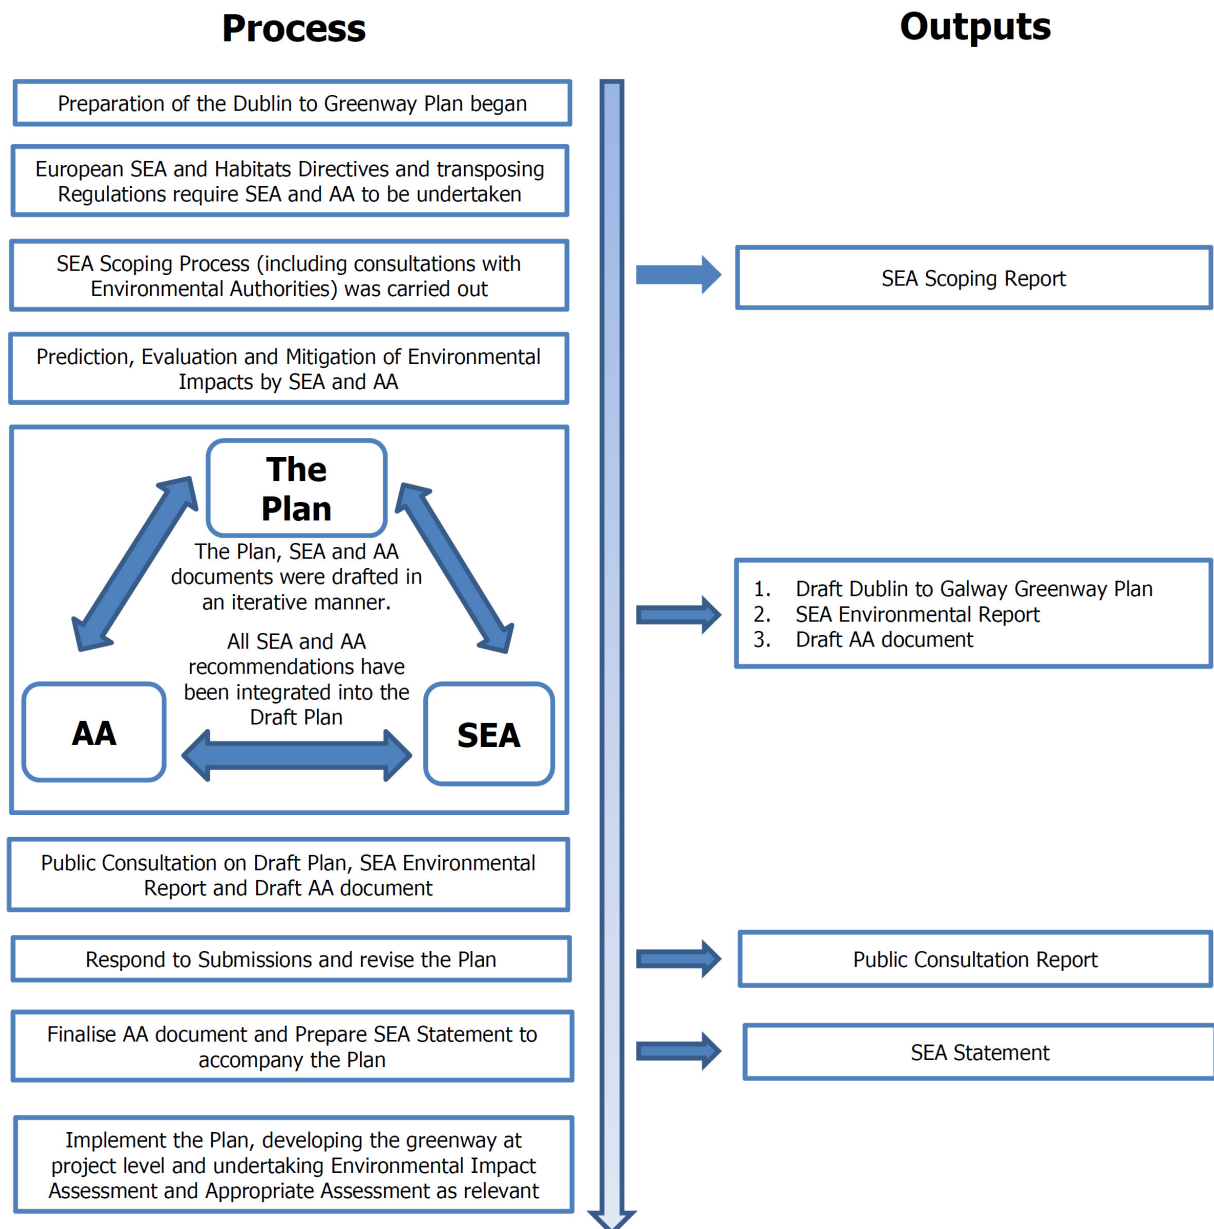 Process
Outputs
Preparation of the Dublin to Greenway Plan began
European SEA and Habitats Directives and transposing
Regulations require SEA and AA to be undertaken
SEA Scoping Process (including consultations with
Environmental Authorities) was carried out
SEA Scoping Report
Prediction, Evaluation and Mitigation of Environmental
Impacts by SEA and AA
The
Plan
The Plan, SEA and AA
documents were drafted in
an iterative manner.
All SEA and AA
recommendations have
been integrated into the
Draft Plan
AA
SEA
1. Draft Dublin to Galway Greenway Plan
2. SEA Environmental Report
3. Draft AA document
Public Consultation on Draft Plan, SEA Environmental
Report and Draft AA document
Respond to Submissions and revise the Plan
Public Consultation Report
Finalise AA document and Prepare SEA Statement to
accompany the Plan
SEA Statement
Implement the Plan, developing the greenway at
project level and undertaking Environmental Impact
Assessment and Appropriate Assessment as relevant